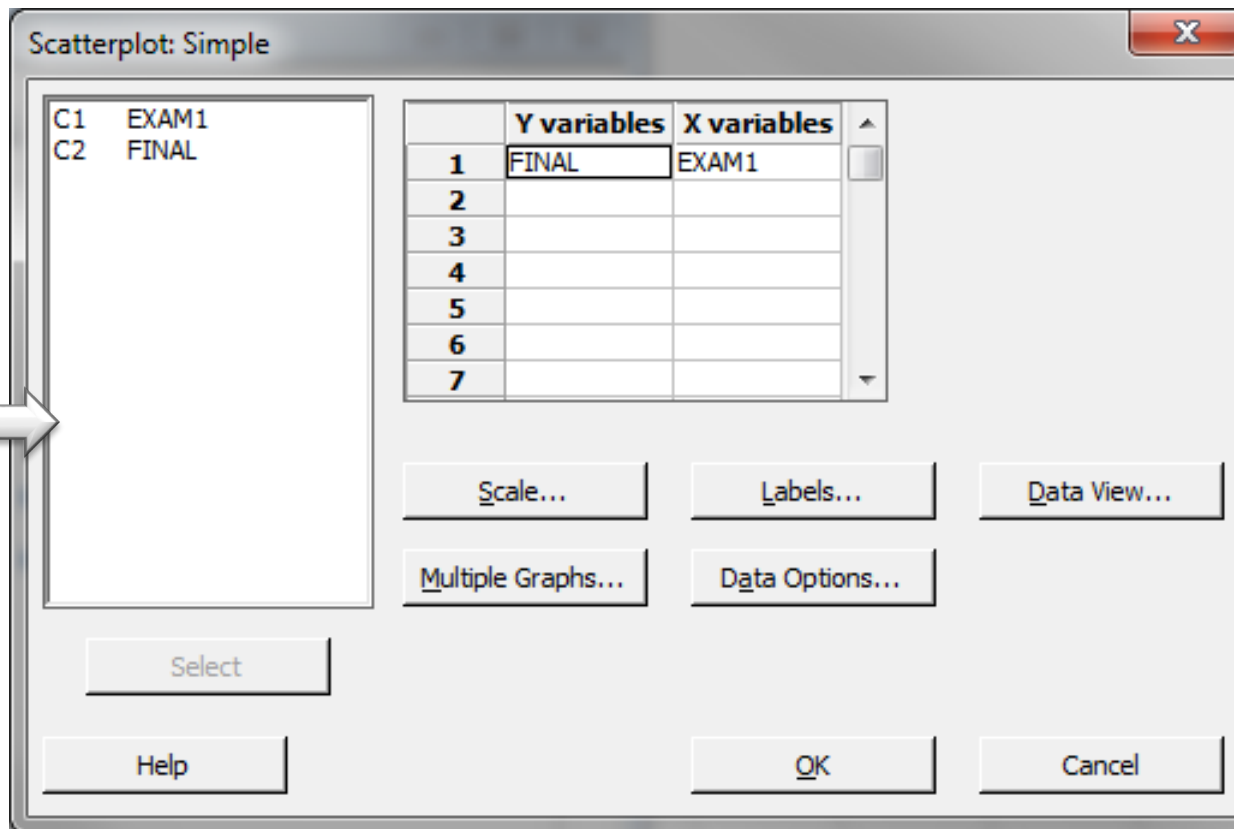 Scatterplot: Simple
X
C1 EXAM1
C2 FINAL
Y variables X variables
1 FINAL EXAM1
2
3
4
5
6
7
Scale... Labels... Data View...
Multiple Graphs... Data Options...
Select
Help OK Cancel